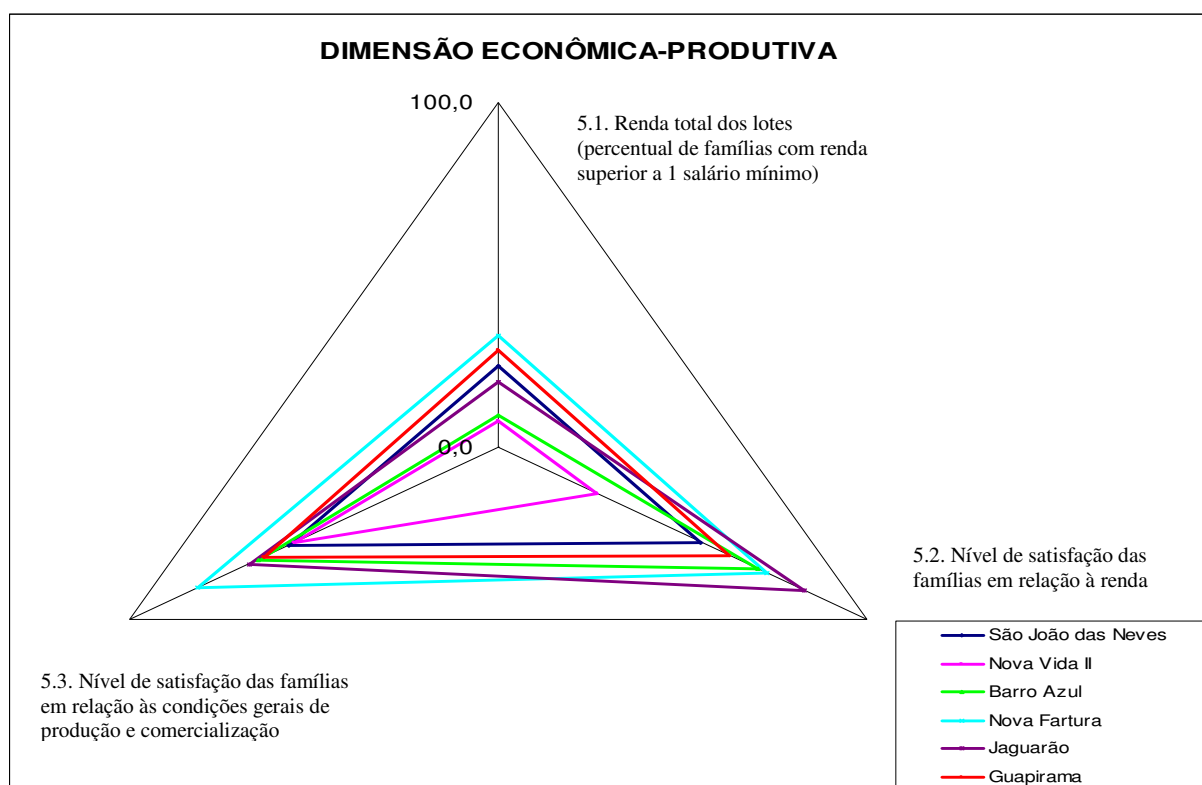 DIMENSÃO ECONÔMICA-PRODUTIVA
100,0
5.1. Renda total dos lotes
(percentual de famílias com renda
superior a 1 salário mínimo)
0,0
5.2. Nível de satisfação das
famílias em relação à renda
5.3. Nível de satisfação das famílias
em relação às condições gerais de
produção e comercialização
São João das Neves
Nova Vida II
Barro Azul
Nova Fartura
Jaguarão
Guapirama